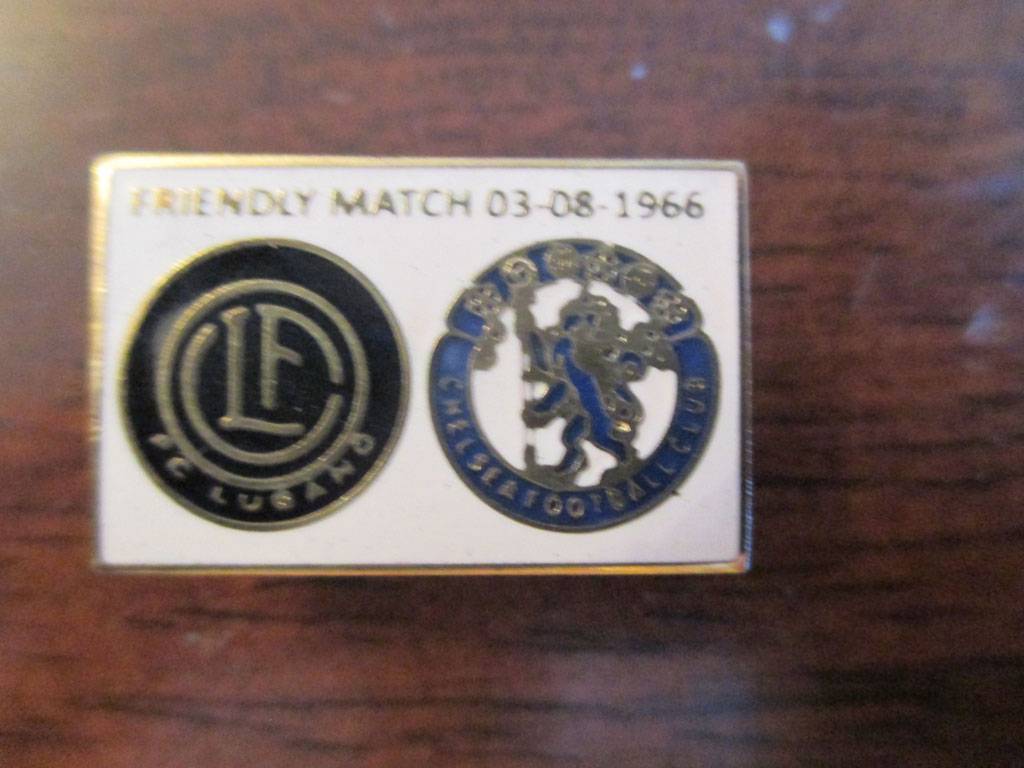 FRIENDLY MATCH 03-08-1966
LFC
FC LUGANO
CHELSEA FOOTBALL CLUB